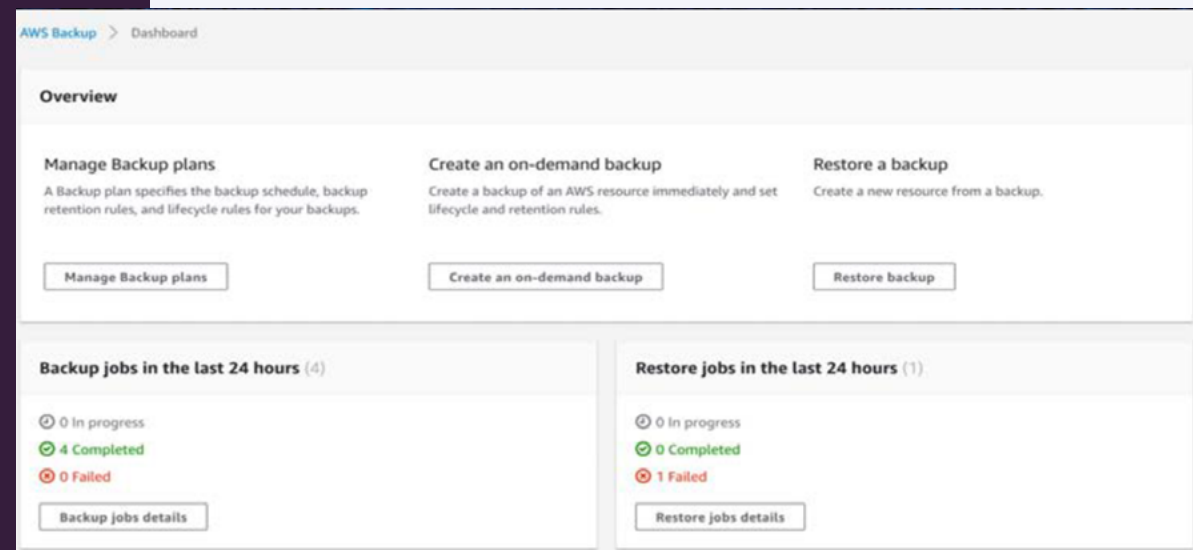 AWS Backup > Dashboard
Overview
Manage Backup plans
A Backup plan specifies the backup schedule, backup
retention rules, and lifecycle rules for your backups.
Manage Backup plans
Create an on-demand backup
Create a backup of an AWS resource immediately and set
lifecycle and retention rules.
Create an on-demand backup
Restore a backup
Create a new resource from a backup.
Restore backup
Backup jobs in the last 24 hours (4)
0 In progress
4 Completed
0 Failed
Backup jobs details
Restore jobs in the last 24 hours (1)
0 In progress
0 Completed
1 Failed
Restore jobs details